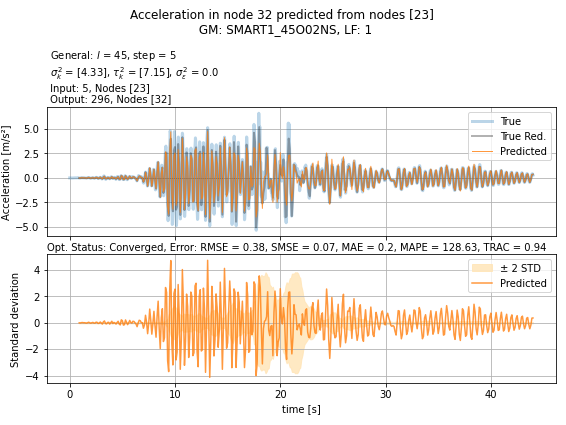 Acceleration in node 32 predicted from nodes [23]
GM: SMART1_45O02NS, LF: 1
General: l = 45, step = 5
σ²ₖ = [4.33], τ²ₖ = [7.15], σ²ε = 0.0
Input: 5, Nodes [23]
Output: 296, Nodes [32]
Acceleration [m/s²]
5.0
2.5
0.0
−2.5
−5.0
True
True Red.
Predicted
Opt. Status: Converged, Error: RMSE = 0.38, SMSE = 0.07, MAE = 0.2, MAPE = 128.63, TRAC = 0.94
Standard deviation
4
2
0
−2
−4
± 2 STD
Predicted
0
10
20
30
40
time [s]